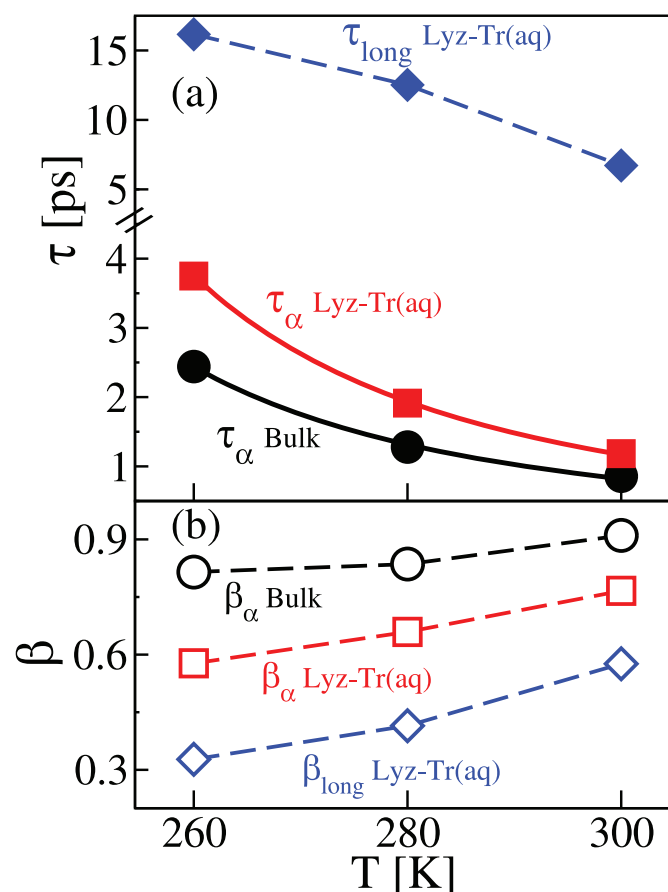 15
τlong Lyz-Tr(aq)
(a)
10
5
τ [ps]
4
τα Lyz-Tr(aq)
3
2
τα Bulk
1
(b)
0.9
βα Bulk
β
0.6
βα Lyz-Tr(aq)
βlong Lyz-Tr(aq)
0.3
260 280 300
T [K]